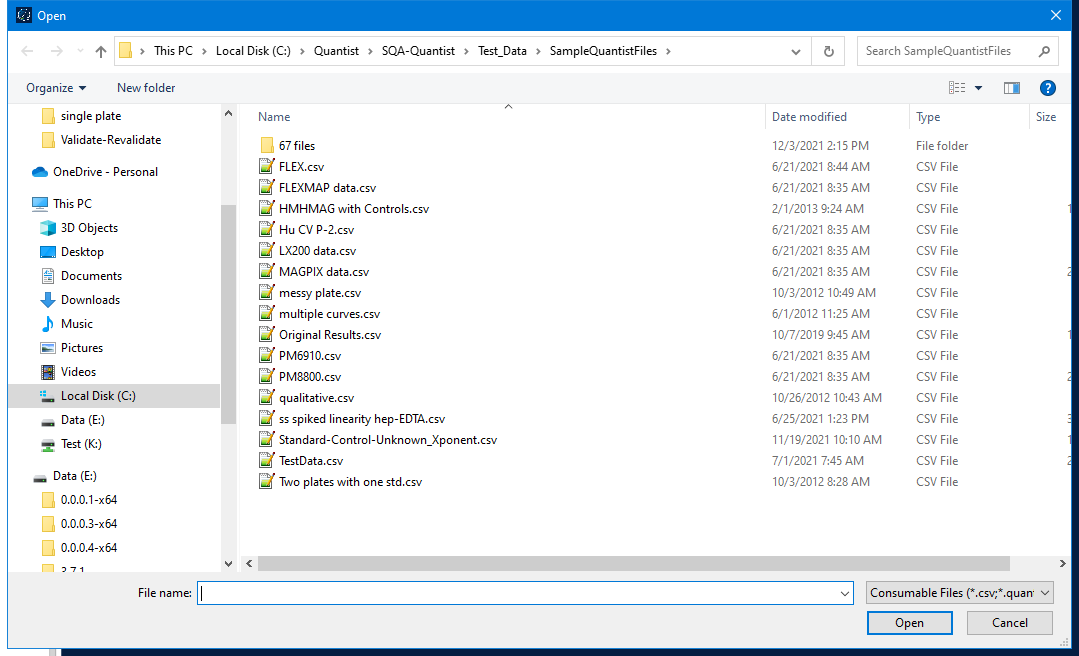 Open
This PC > Local Disk (C:) > Quantist > SQA-Quantist > Test_Data > SampleQuantistFiles >
Search SampleQuantistFiles
Organize
New folder
single plate
Validate-Revalidate
OneDrive - Personal
This PC
3D Objects
Desktop
Documents
Downloads
Music
Pictures
Videos
Local Disk (C:)
Data (E:)
Test (K:)
Data (E:)
0.0.0.1-x64
0.0.0.3-x64
0.0.0.4-x64
3.7.1
Name Date modified Type Size
67 files 12/3/2021 2:15 PM File folder
FLEX.csv 6/21/2021 8:44 AM CSV File
FLEXMAP data.csv 6/21/2021 8:35 AM CSV File
HMHMAG with Controls.csv 2/1/2013 9:24 AM CSV File 1
Hu CV P-2.csv 6/21/2021 8:35 AM CSV File
LX200 data.csv 6/21/2021 8:35 AM CSV File
MAGPIX data.csv 6/21/2021 8:35 AM CSV File 2
messy plate.csv 10/3/2012 10:49 AM CSV File
multiple curves.csv 6/1/2012 11:25 AM CSV File
Original Results.csv 10/7/2019 9:45 AM CSV File 1
PM6910.csv 6/21/2021 8:35 AM CSV File
PM8800.csv 6/21/2021 8:35 AM CSV File 2
qualitative.csv 10/26/2012 10:43 AM CSV File
ss spiked linearity hep-EDTA.csv 6/25/2021 1:23 PM CSV File 3
Standard-Control-Unknown_Xponent.csv 11/19/2021 10:10 AM CSV File 1
TestData.csv 7/1/2021 7:45 AM CSV File 2
Two plates with one std.csv 10/3/2012 8:28 AM CSV File
File name:
Consumable Files (*.csv;*.quan
Open
Cancel